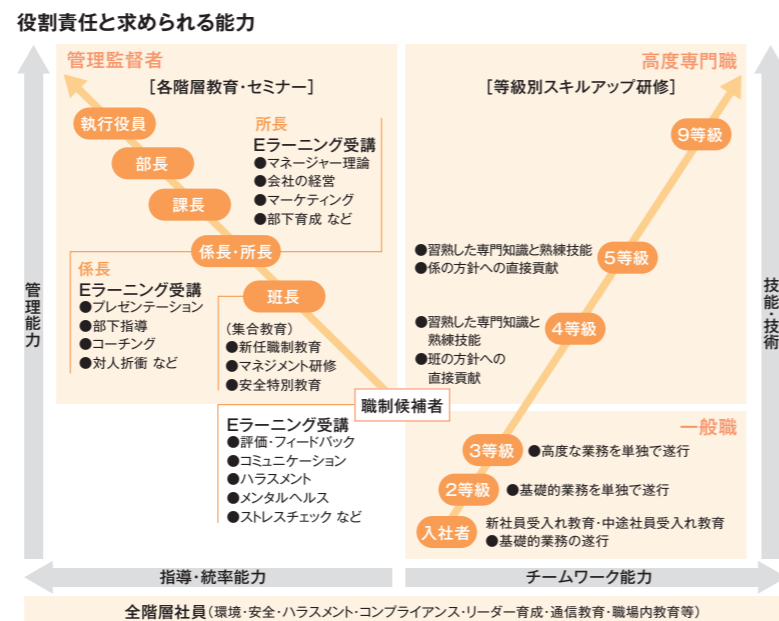 役割責任と求められる能力
管理監督者
[各階層教育・セミナー]
執行役員
部長
課長
係長・所長
班長
所長
Eラーニング受講
●マネージャー理論
●会社の経営
●マーケティング
●部下育成 など
係長
Eラーニング受講
●プレゼンテーション
●部下指導
●コーチング
●対人折衝 など
(集合教育)
●新任職制教育
●マネジメント研修
●安全特別教育
職制候補者
Eラーニング受講
●評価・フィードバック
●コミュニケーション
●ハラスメント
●メンタルヘルス
●ストレスチェック など
高度専門職
[等級別スキルアップ研修]
9等級
5等級
●習熟した専門知識と熟練技能
●係の方針への直接貢献
4等級
●習熟した専門知識と
熟練技能
●班の方針への
直接貢献
一般職
3等級
●高度な業務を単独で遂行
2等級
●基礎的業務を単独で遂行
入社者
新社員受入れ教育・中途社員受入れ教育
●基礎的業務の遂行
管理能力
技能・技術
指導・統率能力
チームワーク能力
全階層社員(環境・安全・ハラスメント・コンプライアンス・リーダー育成・通信教育・職場内教育等)